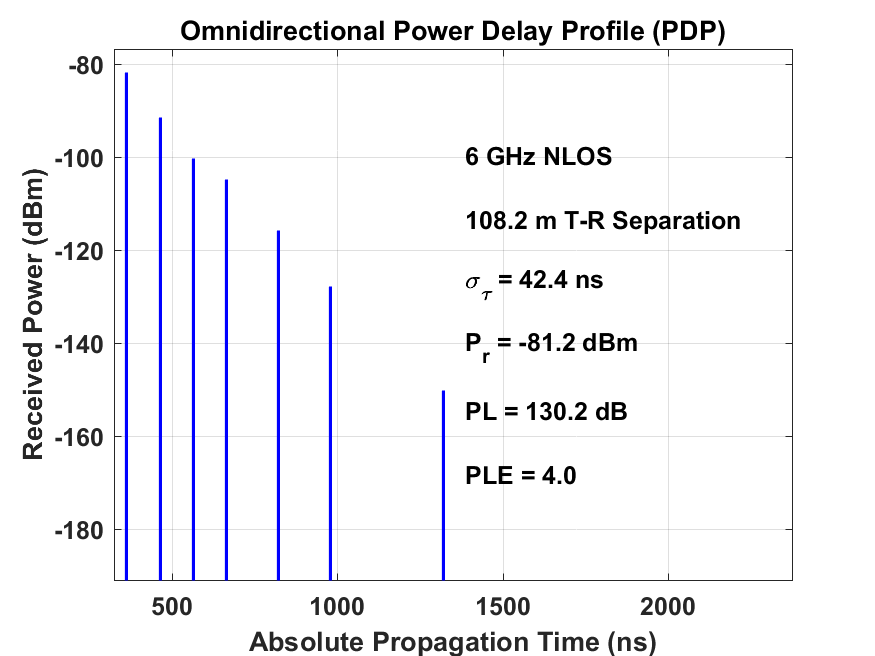 Omnidirectional Power Delay Profile (PDP)
Received Power (dBm)
-80
-100
-120
-140
-160
-180
6 GHz NLOS
108.2 m T-R Separation
σ_τ = 42.4 ns
P_r = -81.2 dBm
PL = 130.2 dB
PLE = 4.0
500 1000 1500 2000
Absolute Propagation Time (ns)